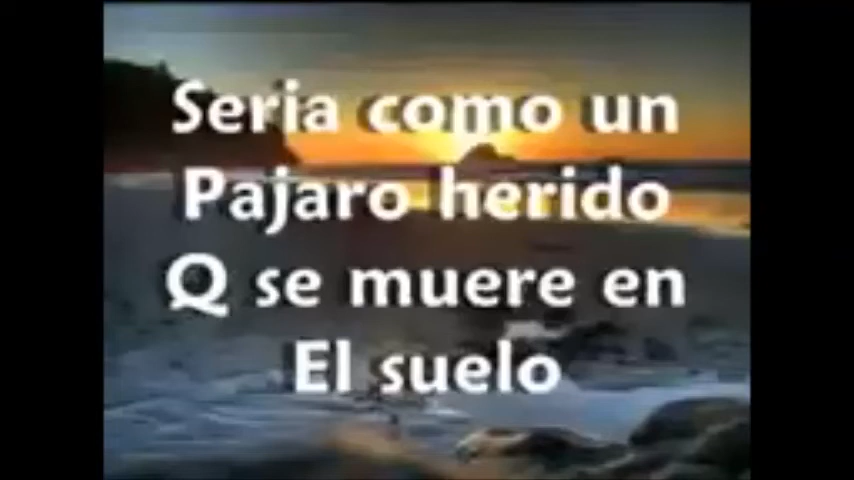 Seria como un
Pajaro herido
Q se muere en
El suelo